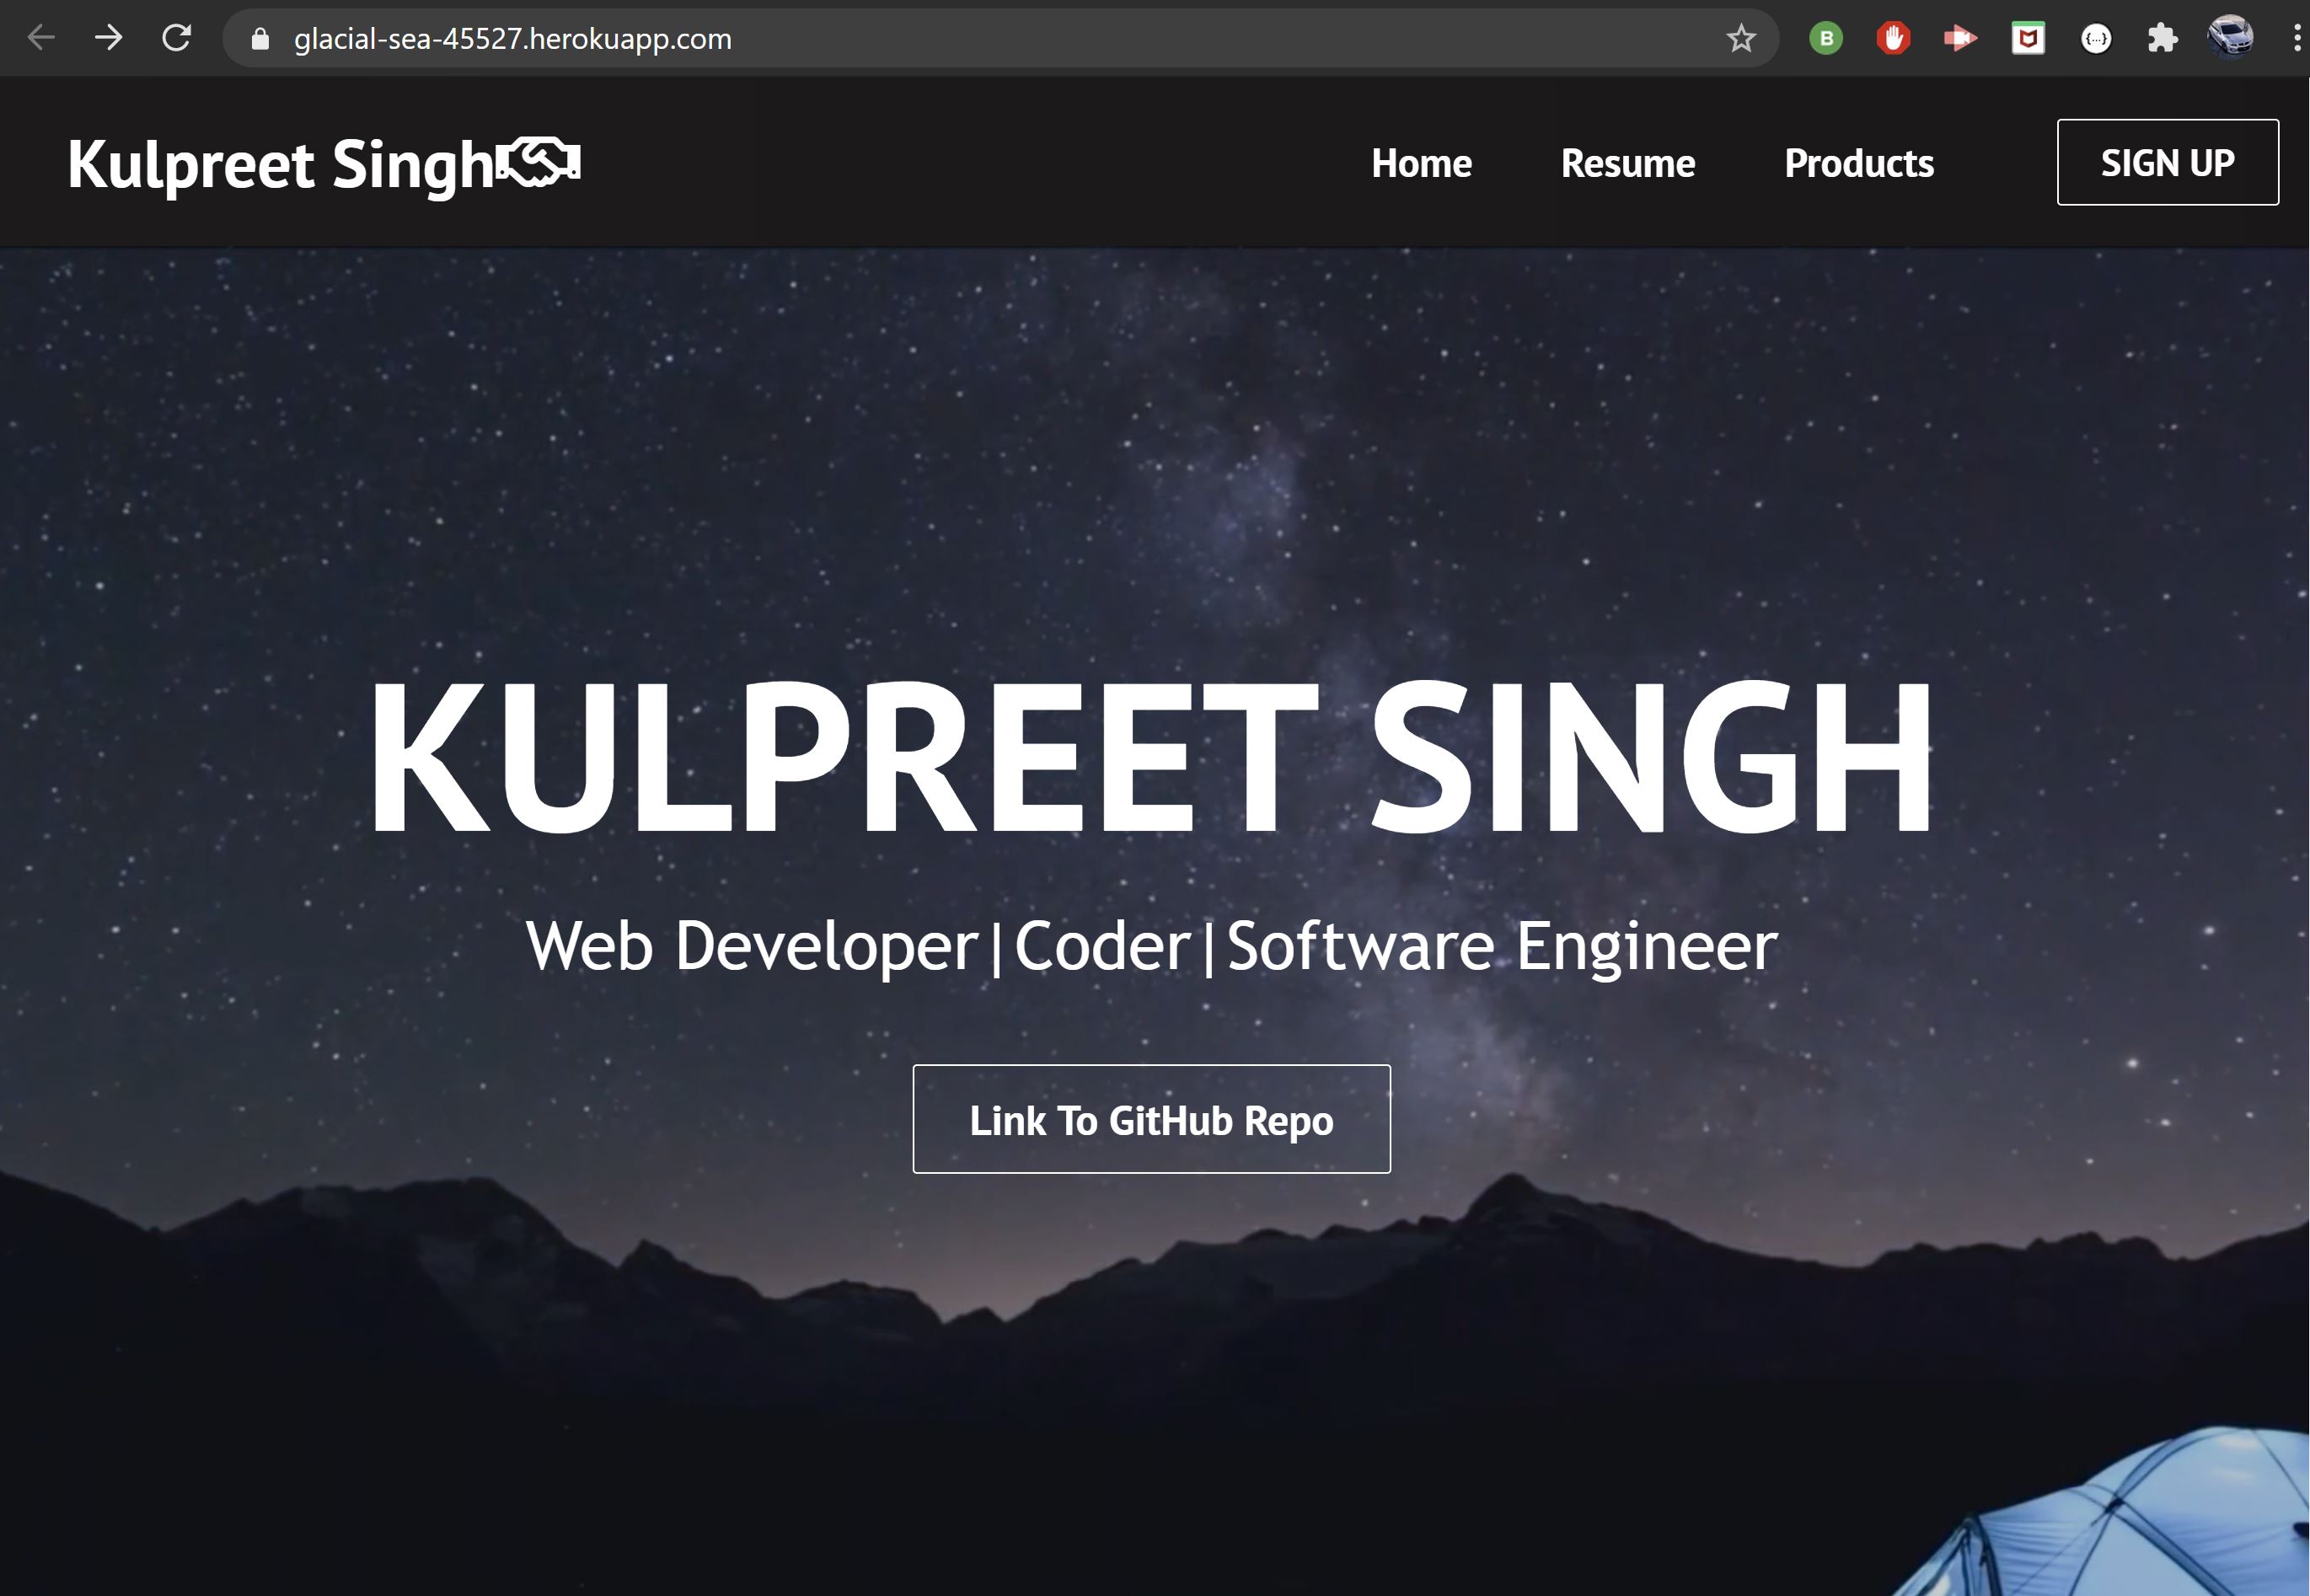 glacial-sea-45527.herokuapp.com
B
{...}
Kulpreet Singh
Home Resume Products SIGN UP
KULPREET SINGH
Web Developer|Coder|Software Engineer
Link To GitHub Repo